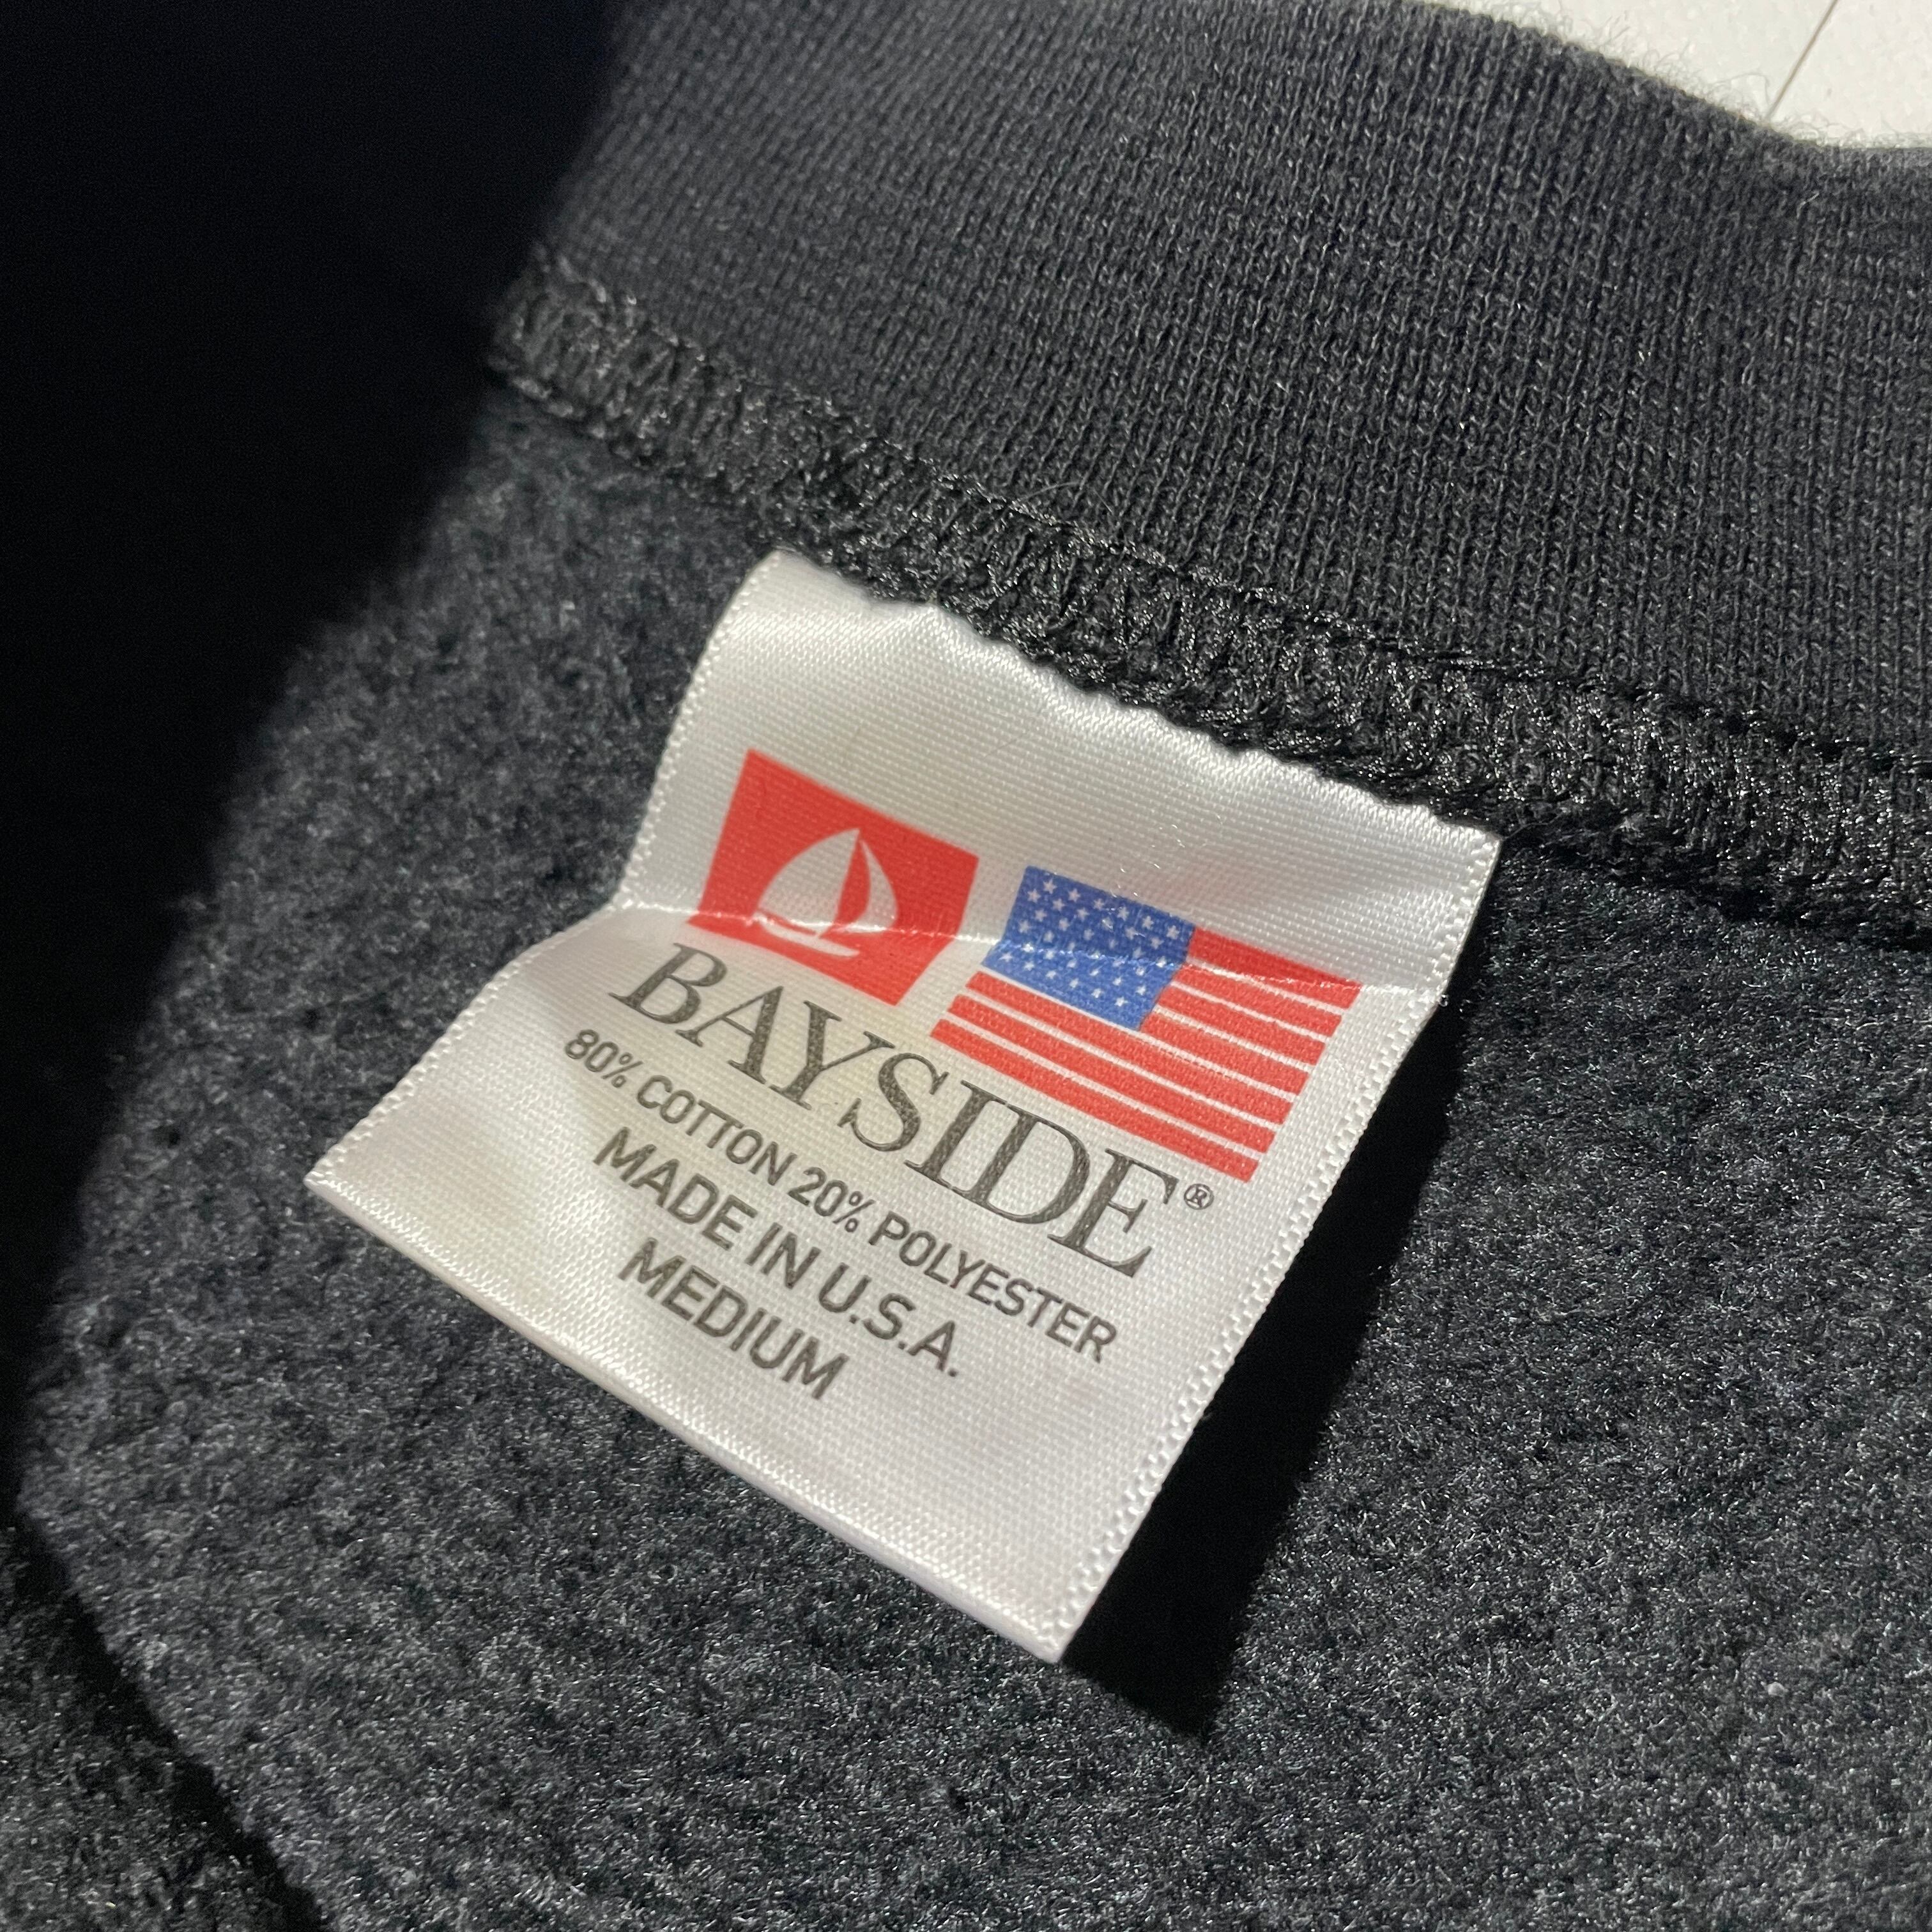 BAYSIDE®
80% COTTON 20% POLYESTER
MADE IN U.S.A.
MEDIUM